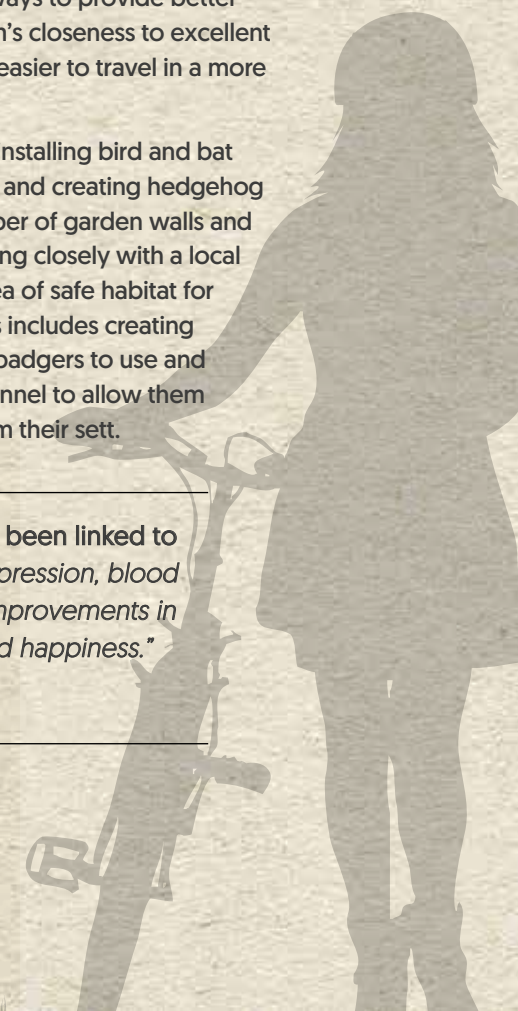 ways to provide better
n's closeness to excellent
easier to travel in a more
nstalling bird and bat
and creating hedgehog
ber of garden walls and
ng closely with a local
ea of safe habitat for
s includes creating
badgers to use and
nnel to allow them
m their sett.
been linked to
pression, blood
mprovements in
d happiness."